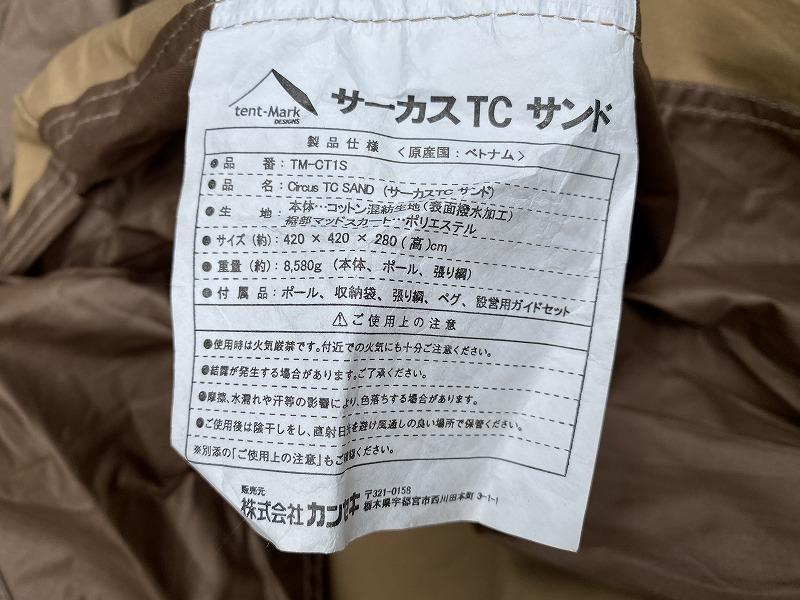 tent-Mark
DESIGNS
サーカスTC サンド
製品仕様 〈原産国:ベトナム〉
●品 番:TM-CT1S
●品 名:Circus TC SAND (サーカスTC サンド)
●生 地:本体…コットン混紡生地(表面撥水加工)
裾部マッドスカート…ポリエステル
●サイズ(約):420×420×280(高)cm
●重量(約):8,580g (本体、ポール、張り綱)
●付属品:ポール、収納袋、張り綱、ペグ、設営用ガイドセット
⚠ご使用上の注意
●使用時は火気厳禁です。付近での火気にも十分ご注意ください。
●結露が発生する場合があります。ご了承ください。
●摩擦、水濡れや汗等の影響により、色落ちする場合があります。
●ご使用後は陰干しをし、直射日光を避け風通しの良い場所で保管ください。
※別添の「ご使用上の注意」もご確認ください。
販売元
株式会社 カンセキ 〒321-0158
栃木県宇都宮市西川田本町 3-1-1